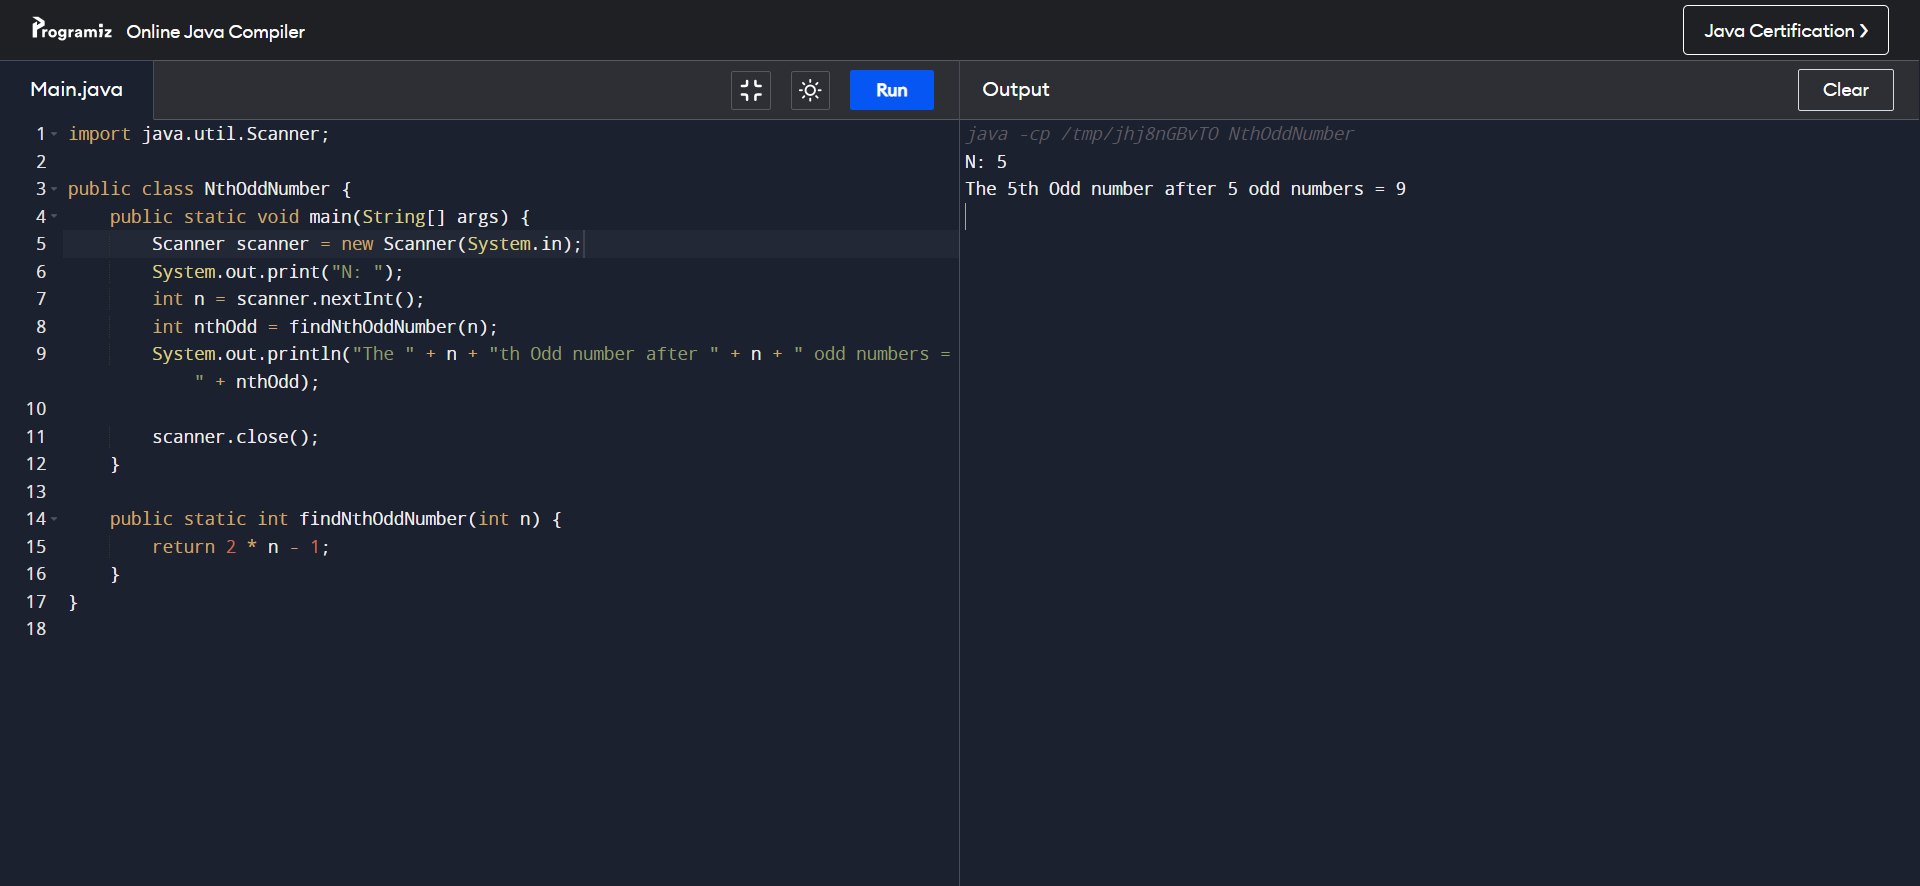 Programiz Online Java Compiler
Java Certification ❯
Main.java
Run
Output
Clear
1 import java.util.Scanner;
2
3 public class NthOddNumber {
4     public static void main(String[] args) {
5         Scanner scanner = new Scanner(System.in);
6         System.out.print("N: ");
7         int n = scanner.nextInt();
8         int nthOdd = findNthOddNumber(n);
9         System.out.println("The " + n + "th Odd number after " + n + " odd numbers =
            " + nthOdd);
10
11         scanner.close();
12     }
13
14     public static int findNthOddNumber(int n) {
15         return 2 * n - 1;
16     }
17 }
18
java -cp /tmp/jhj8nGBvTO NthOddNumber
N: 5
The 5th Odd number after 5 odd numbers = 9